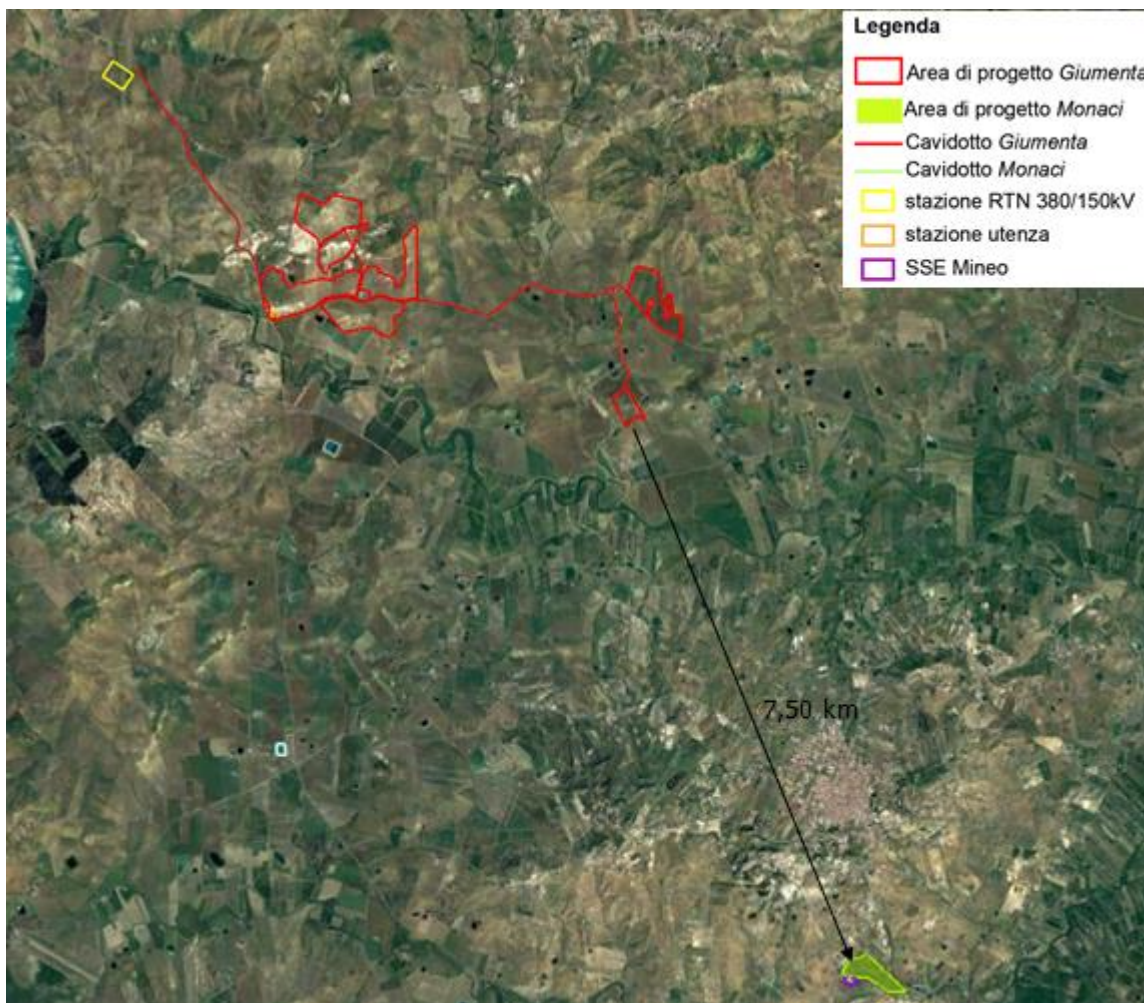 Legenda
Area di progetto Giumenta
Area di progetto Monaci
Cavidotto Giumenta
Cavidotto Monaci
stazione RTN 380/150kV
stazione utenza
SSE Mineo
7,50 km